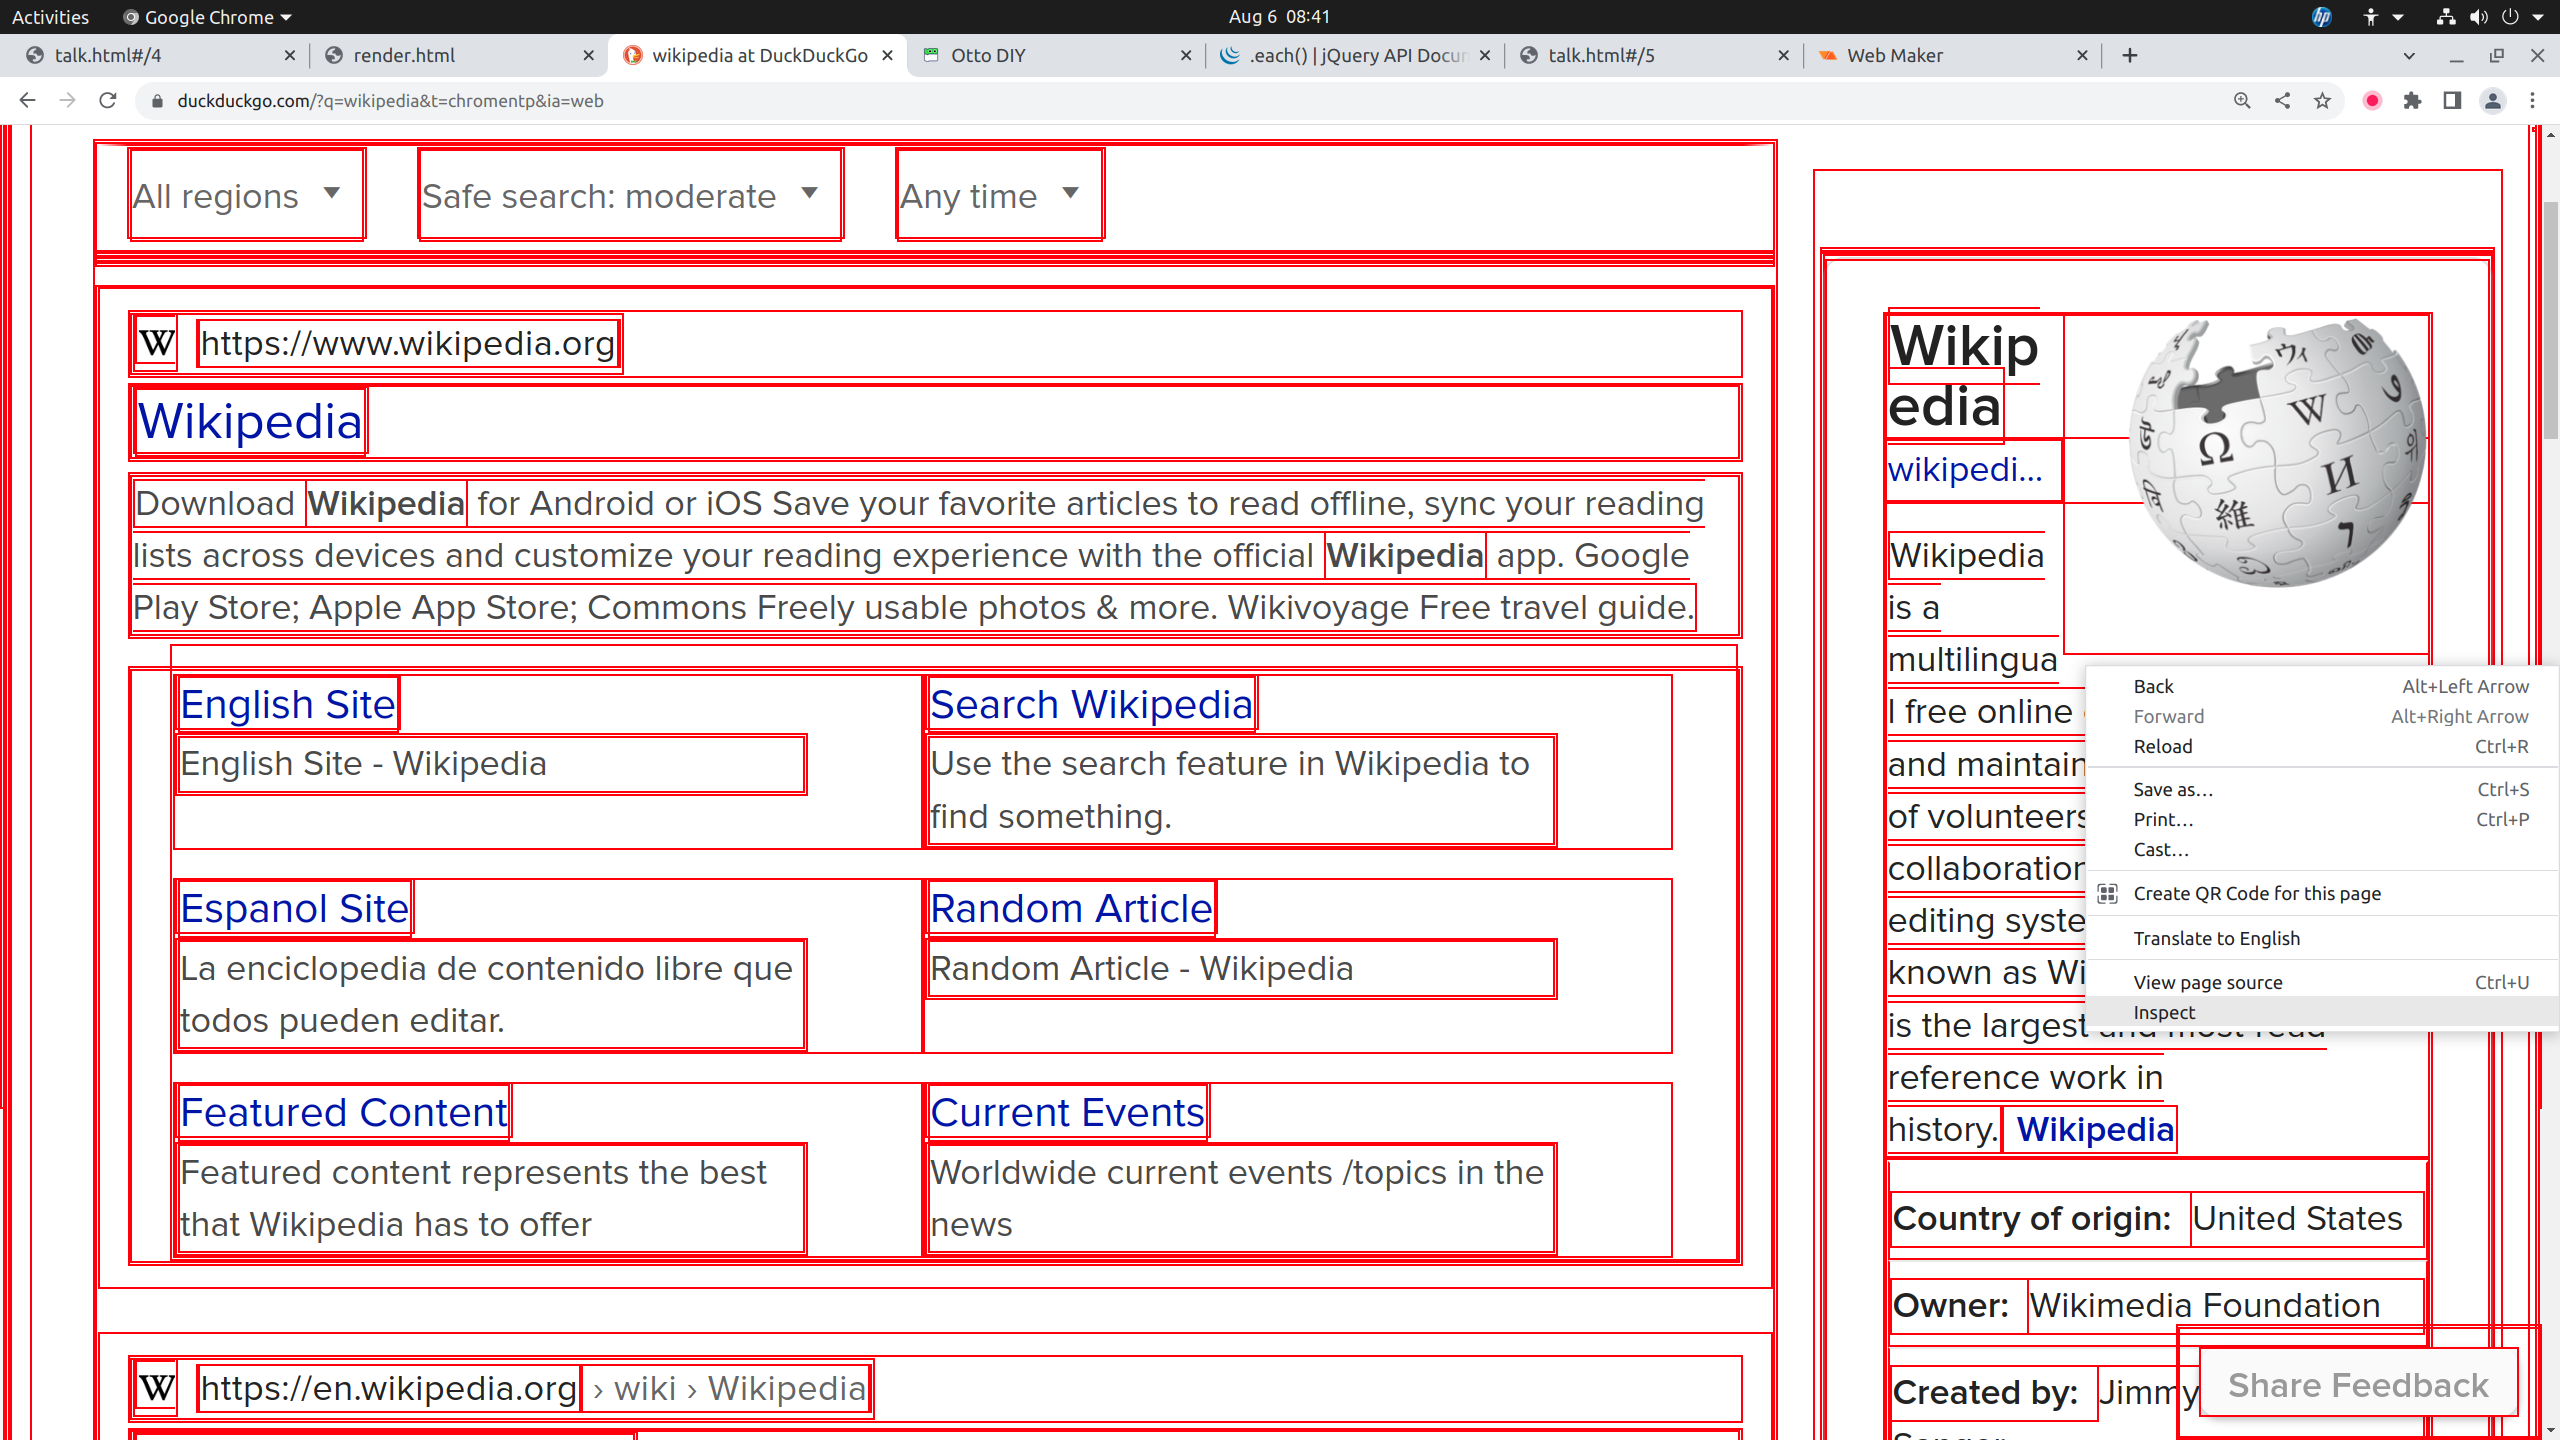 Activities
Google Chrome
Aug 6 08:41
talk.html#/4
render.html
wikipedia at DuckDuckGo
Otto DIY
.each() | jQuery API Docum
talk.html#/5
Web Maker
duckduckgo.com/?q=wikipedia&t=chromentp&ia=web
All regions
Safe search: moderate
Any time
W https://www.wikipedia.org
Wikipedia
Download Wikipedia for Android or iOS Save your favorite articles to read offline, sync your reading
lists across devices and customize your reading experience with the official Wikipedia app. Google
Play Store; Apple App Store; Commons Freely usable photos & more. Wikivoyage Free travel guide.
English Site
English Site - Wikipedia
Search Wikipedia
Use the search feature in Wikipedia to
find something.
Espanol Site
La enciclopedia de contenido libre que
todos pueden editar.
Random Article
Random Article - Wikipedia
Featured Content
Featured content represents the best
that Wikipedia has to offer
Current Events
Worldwide current events /topics in the
news
W https://en.wikipedia.org › wiki › Wikipedia
Wikip
edia
wikipedi...
Ω W И 維 ウィ
Wikipedia
is a
multilingua
l free online
and maintain
of volunteers
collaboration
editing syste
known as Wi
is the largest and most read
reference work in
history. Wikipedia
Country of origin: United States
Owner: Wikimedia Foundation
Created by: Jimmy
Back Alt+Left Arrow
Forward Alt+Right Arrow
Reload Ctrl+R
Save as... Ctrl+S
Print... Ctrl+P
Cast...
Create QR Code for this page
Translate to English
View page source Ctrl+U
Inspect
Share Feedback